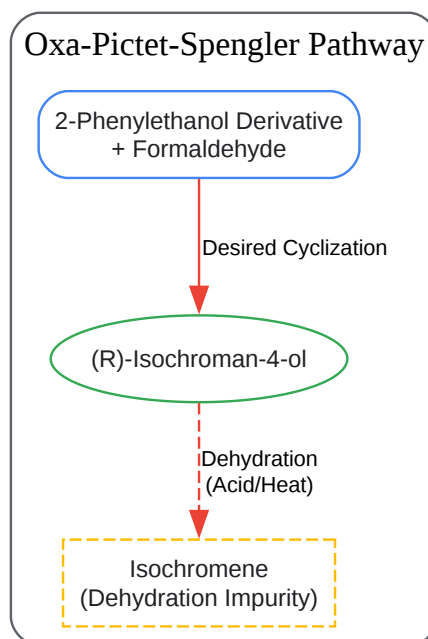 Oxa-Pictet-Spengler Pathway
2-Phenylethanol Derivative
+ Formaldehyde
Desired Cyclization
(R)-Isochroman-4-ol
Dehydration
(Acid/Heat)
Isochromene
(Dehydration Impurity)